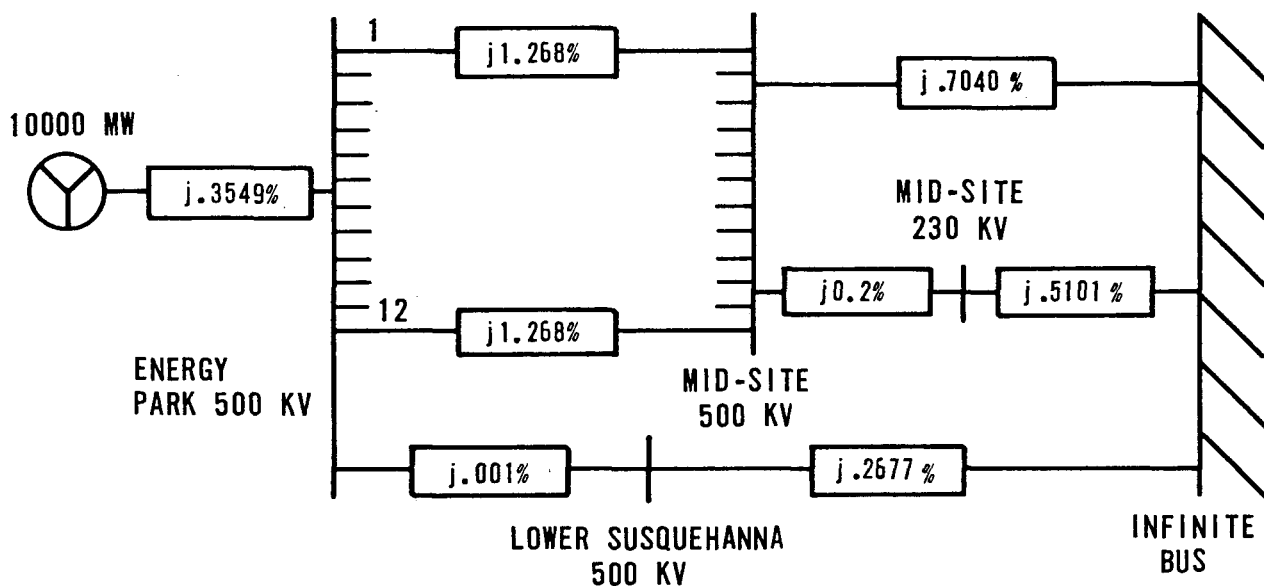 1
j1.268%
j.7040 %
10000 MW
j.3549%
MID-SITE
230 KV
j0.2%
j.5101 %
12
j1.268%
ENERGY
PARK 500 KV
MID-SITE
500 KV
j.001%
j.2677 %
LOWER SUSQUEHANNA
500 KV
INFINITE
BUS